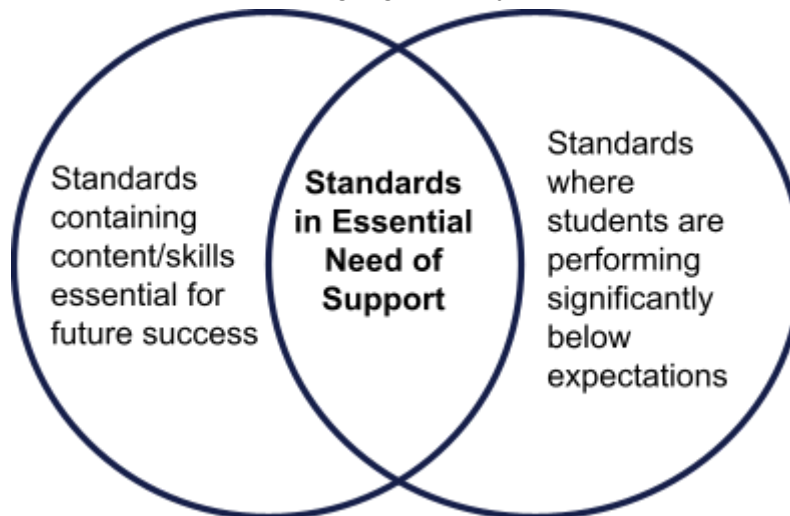 Standards
containing
content/skills
essential for
future success
Standards
in Essential
Need of
Support
Standards
where
students are
performing
significantly
below
expectations